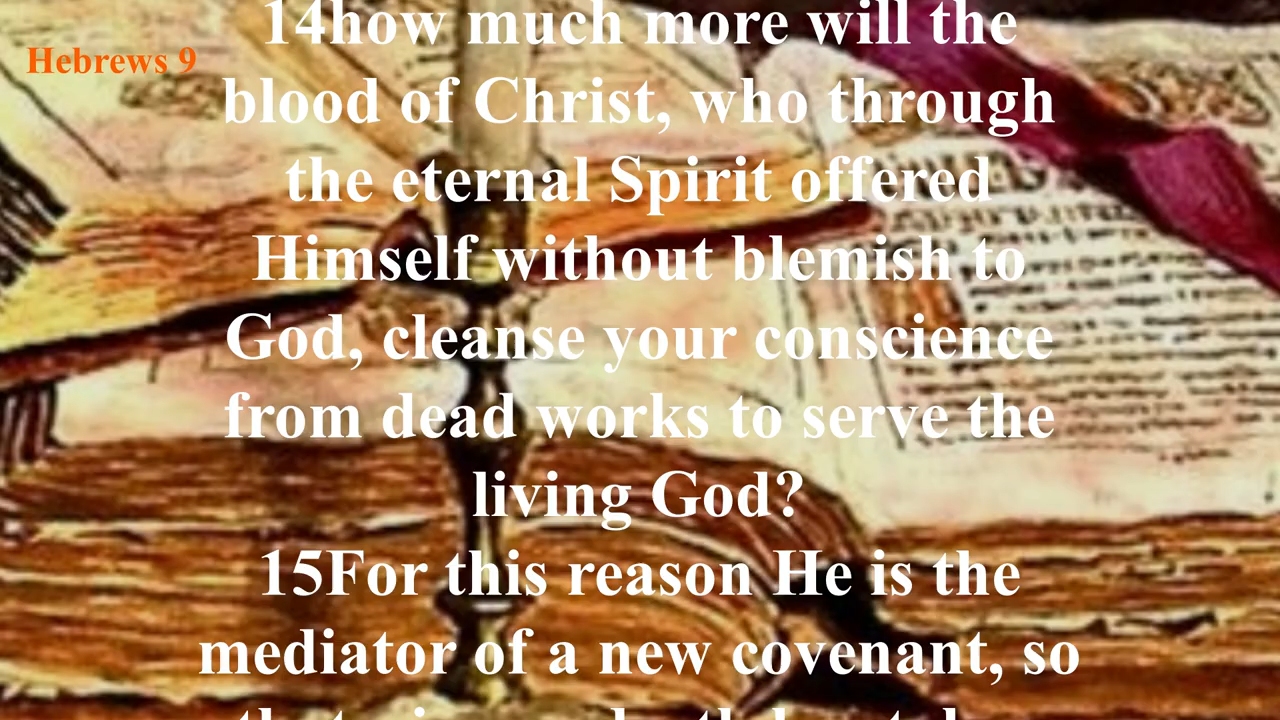 Hebrews 9
14how much more will the
blood of Christ, who through
the eternal Spirit offered
Himself without blemish to
God, cleanse your conscience
from dead works to serve the
living God?
15For this reason He is the
mediator of a new covenant, so